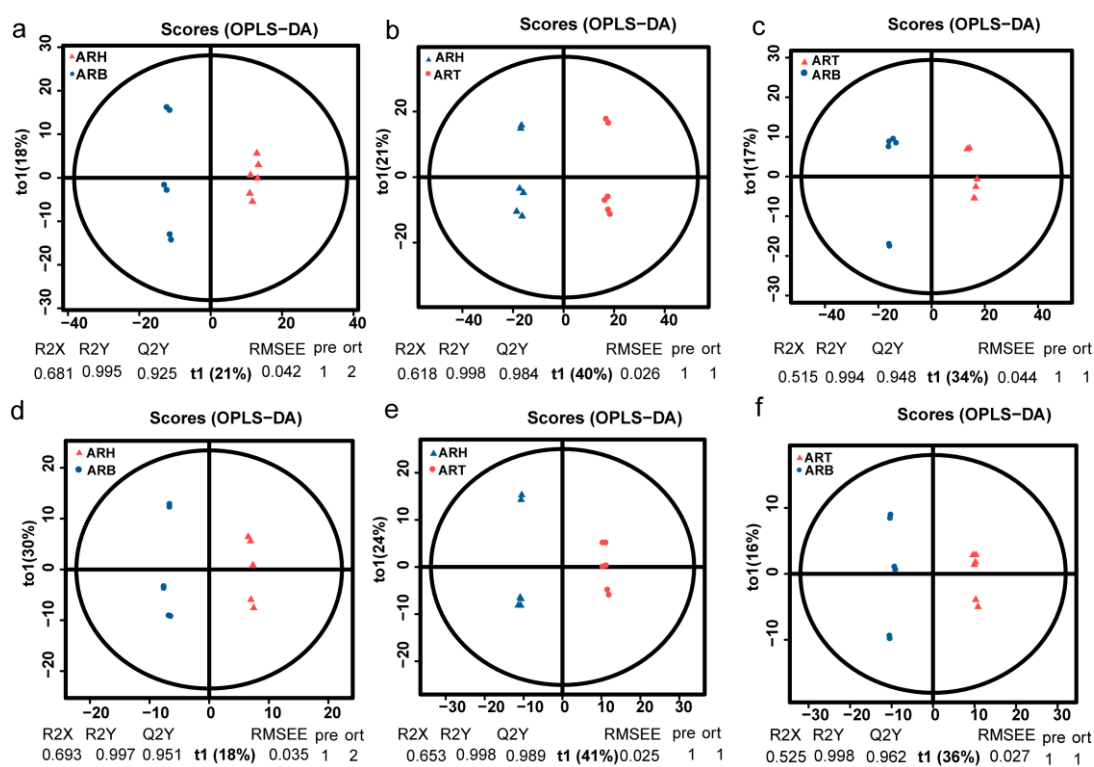 a
Scores (OPLS−DA)
ARH
ARB
to1(18%)
30
20
10
0
−10
−20
−30
−40
−20
0
20
40
R2X R2Y Q2Y RMSEE pre ort
0.681 0.995 0.925 t1 (21%) 0.042 1 2
b
Scores (OPLS−DA)
ARH
ART
to1(21%)
20
0
−20
−40
−20
0
20
40
R2X R2Y Q2Y RMSEE pre ort
0.618 0.998 0.984 t1 (40%) 0.026 1 1
c
Scores (OPLS−DA)
ART
ARB
to1(17%)
30
20
10
0
−10
−20
−30
−40
−20
0
20
40
R2X R2Y Q2Y RMSEE pre ort
0.515 0.994 0.948 t1 (34%) 0.044 1 1
d
Scores (OPLS−DA)
ARH
ARB
to1(30%)
20
10
0
−10
−20
−20
−10
0
10
20
R2X R2Y Q2Y RMSEE pre ort
0.693 0.997 0.951 t1 (18%) 0.035 1 2
e
Scores (OPLS−DA)
ARH
ART
to1(24%)
20
10
0
−10
−20
−30
−20
−10
0
10
20
30
R2X R2Y Q2Y RMSEE pre ort
0.653 0.998 0.989 t1 (41%) 0.025 1 1
f
Scores (OPLS−DA)
ART
ARB
to1(16%)
10
0
−10
−30
−20
−10
0
10
20
30
R2X R2Y Q2Y RMSEE pre ort
0.525 0.998 0.962 t1 (36%) 0.027 1 1